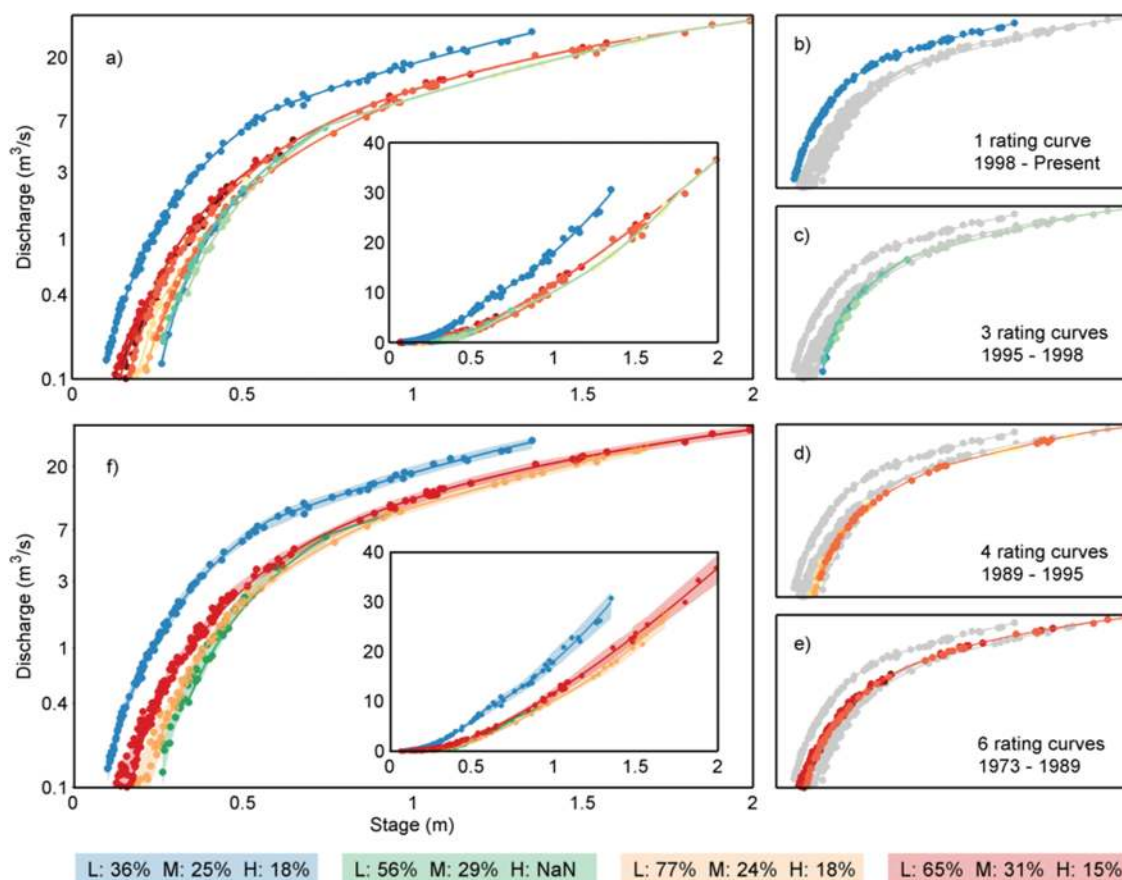 a)
Discharge (m³/s)
20
7
3
1
0.4
0.1
0
0.5
1
1.5
2
40
30
20
10
0
0.5
1
1.5
2
b)
1 rating curve
1998 - Present
c)
3 rating curves
1995 - 1998
f)
Discharge (m³/s)
20
7
3
1
0.4
0.1
0
0.5
1
1.5
2
Stage (m)
40
30
20
10
0
0.5
1
1.5
2
d)
4 rating curves
1989 - 1995
e)
6 rating curves
1973 - 1989
L: 36% M: 25% H: 18%
L: 56% M: 29% H: NaN
L: 77% M: 24% H: 18%
L: 65% M: 31% H: 15%